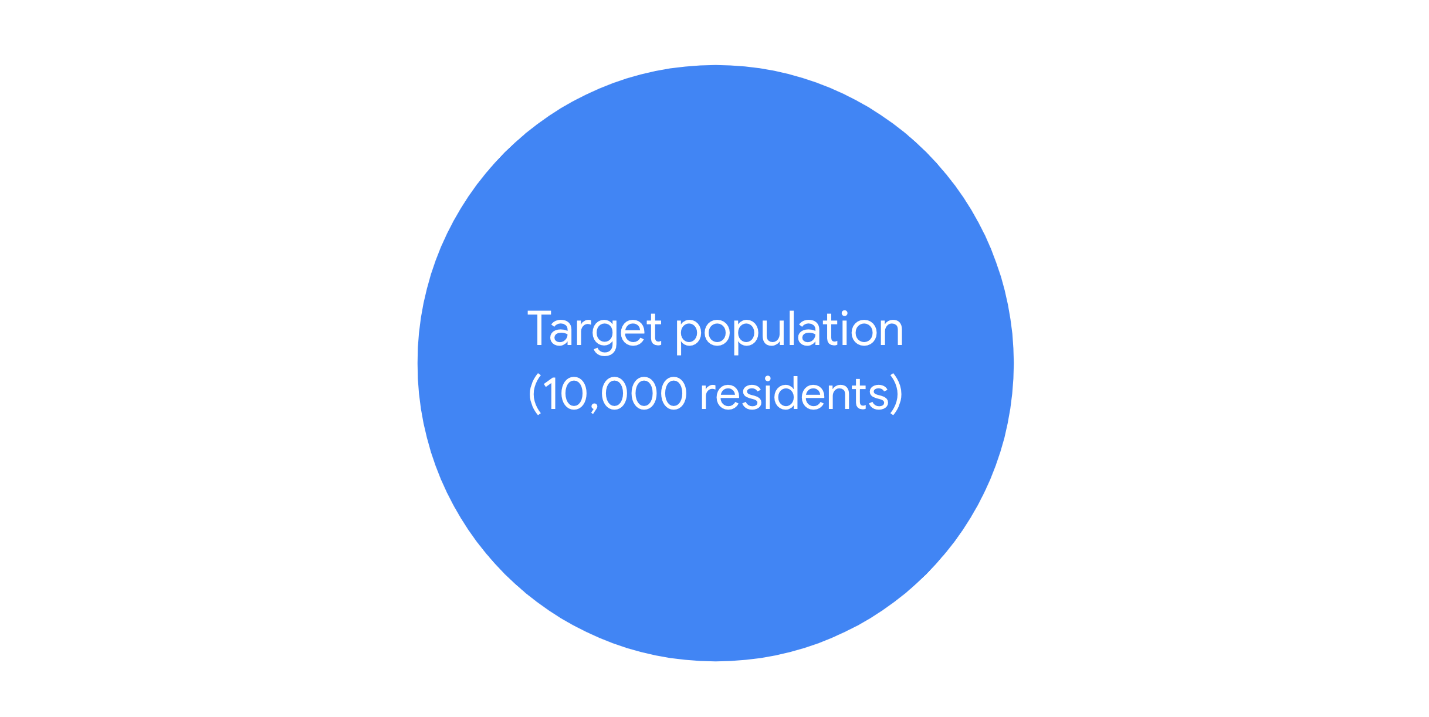 Target population
(10,000 residents)